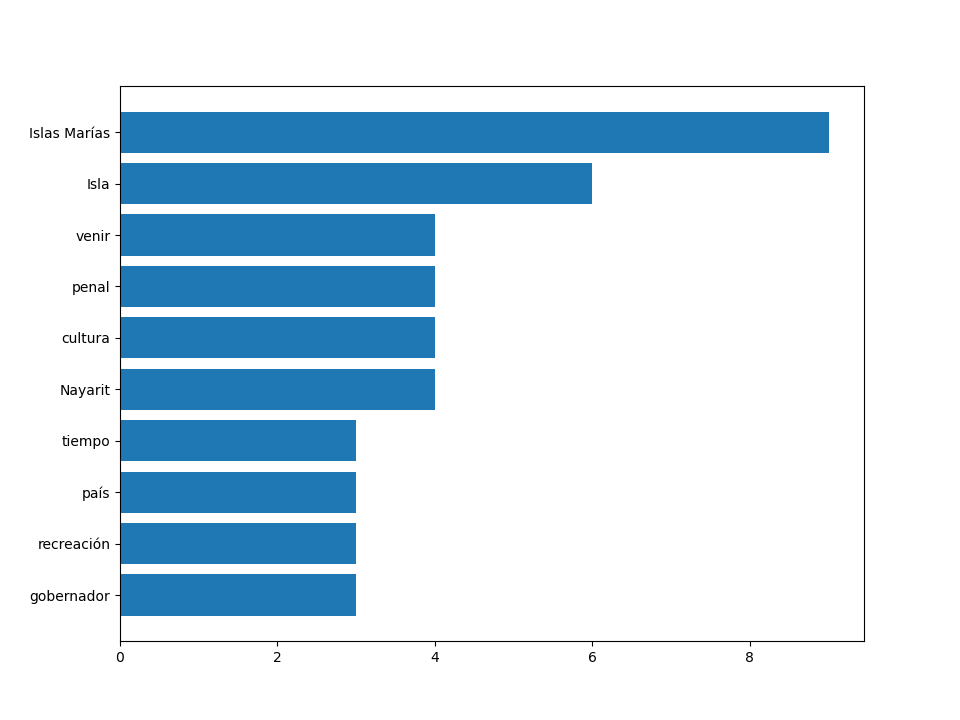 Islas Marías
Isla
venir
penal
cultura
Nayarit
tiempo
país
recreación
gobernador
0 2 4 6 8